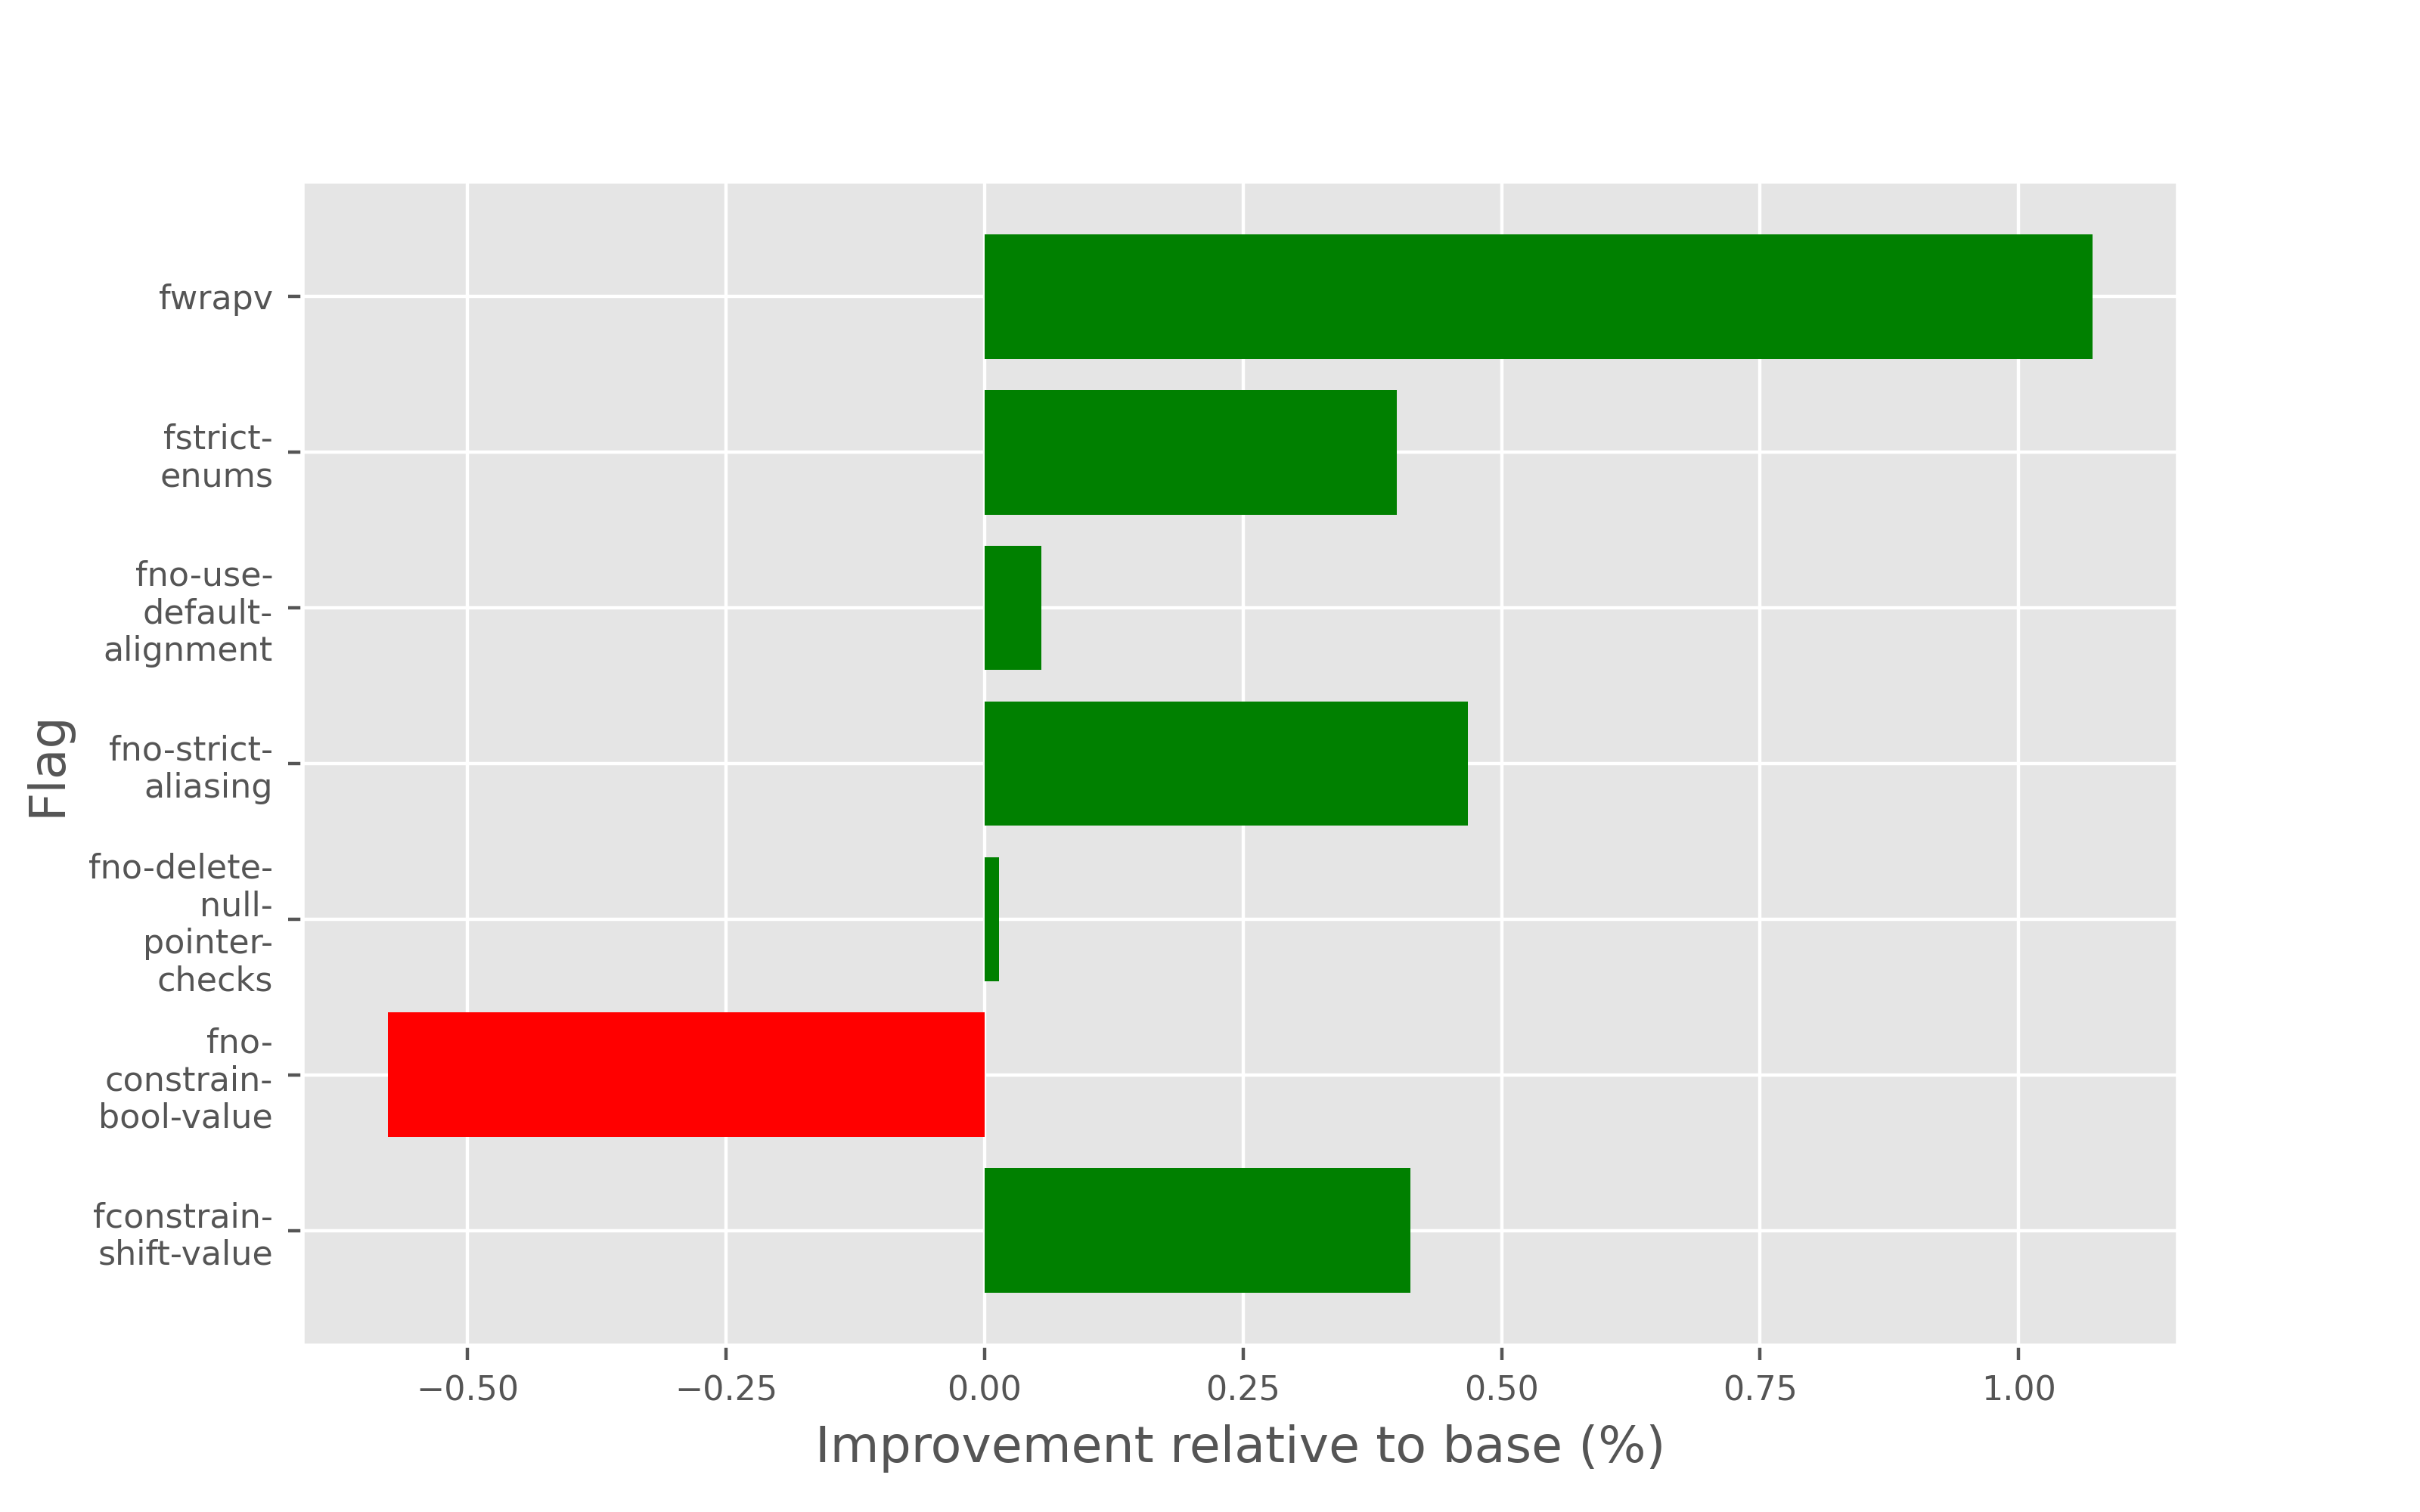 Flag
fwrapv
fstrict-
enums
fno-use-
default-
alignment
fno-strict-
aliasing
fno-delete-
null-
pointer-
checks
fno-
constrain-
bool-value
fconstrain-
shift-value
−0.50 −0.25 0.00 0.25 0.50 0.75 1.00
Improvement relative to base (%)